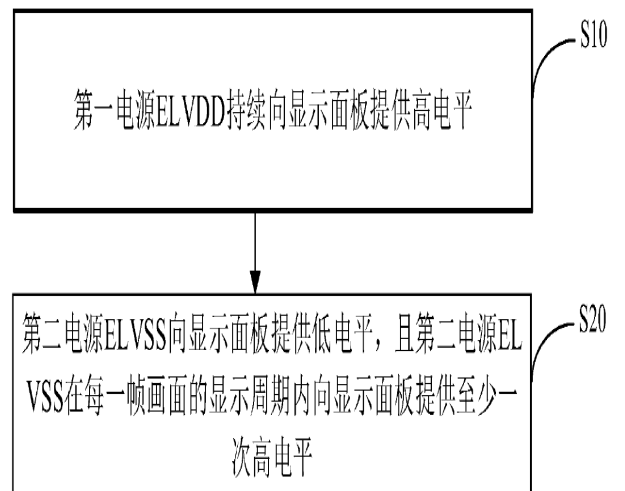 S10
第一电源ELVDD持续向显示面板提供高电平
S20
第二电源ELVSS向显示面板提供低电平，且第二电源EL
VSS在每一帧画面的显示周期内向显示面板提供至少一
次高电平